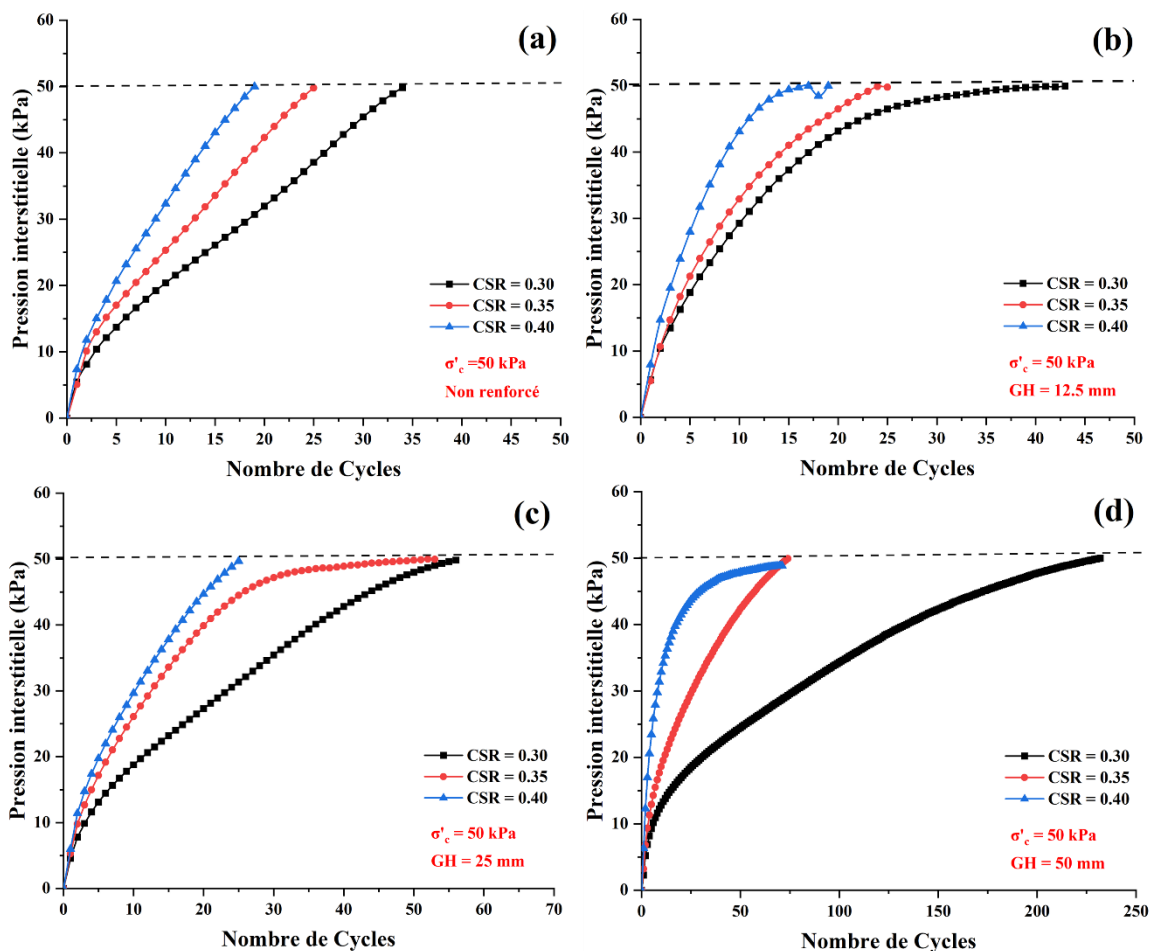 (a)
60
50
40
30
20
10
0
Pression interstitielle (kPa)
CSR = 0.30
CSR = 0.35
CSR = 0.40
σ'c =50 kPa
Non renforcé
0 5 10 15 20 25 30 35 40 45 50
Nombre de Cycles
(b)
60
50
40
30
20
10
0
Pression interstitielle (kPa)
CSR = 0.30
CSR = 0.35
CSR = 0.40
σ'c = 50 kPa
GH = 12.5 mm
0 5 10 15 20 25 30 35 40 45 50
Nombre de Cycles
(c)
60
50
40
30
20
10
0
Pression interstitielle (kPa)
CSR = 0.30
CSR = 0.35
CSR = 0.40
σ'c = 50 kPa
GH = 25 mm
0 10 20 30 40 50 60 70
Nombre de Cycles
(d)
60
50
40
30
20
10
0
Pression interstitielle (kPa)
CSR = 0.30
CSR = 0.35
CSR = 0.40
σ'c = 50 kPa
GH = 50 mm
0 50 100 150 200 250
Nombre de Cycles